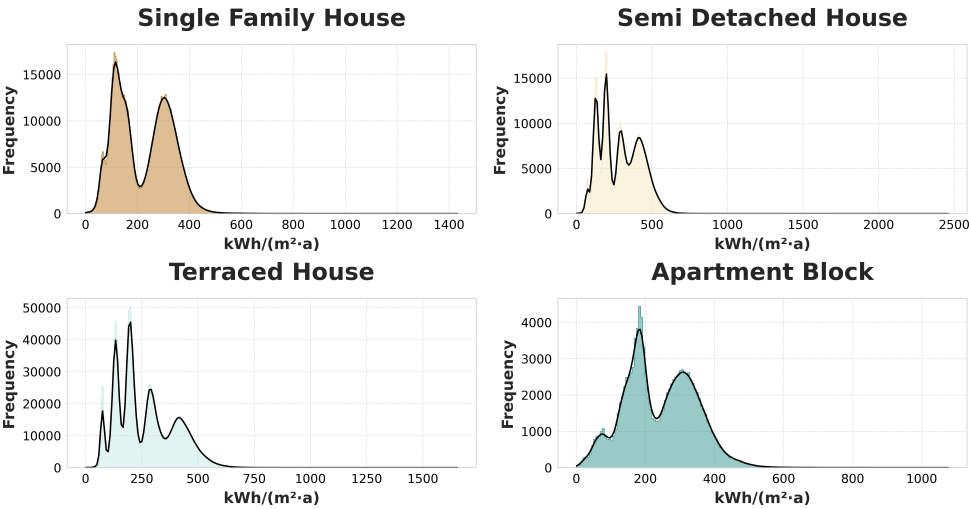 Single Family House
Semi Detached House
Frequency
15000
10000
5000
0
0 200 400 600 800 1000 1200 1400
kWh/(m²·a)
Frequency
15000
10000
5000
0
0 500 1000 1500 2000 2500
kWh/(m²·a)
Terraced House
Apartment Block
Frequency
50000
40000
30000
20000
10000
0
0 250 500 750 1000 1250 1500
kWh/(m²·a)
Frequency
4000
3000
2000
1000
0
0 200 400 600 800 1000
kWh/(m²·a)